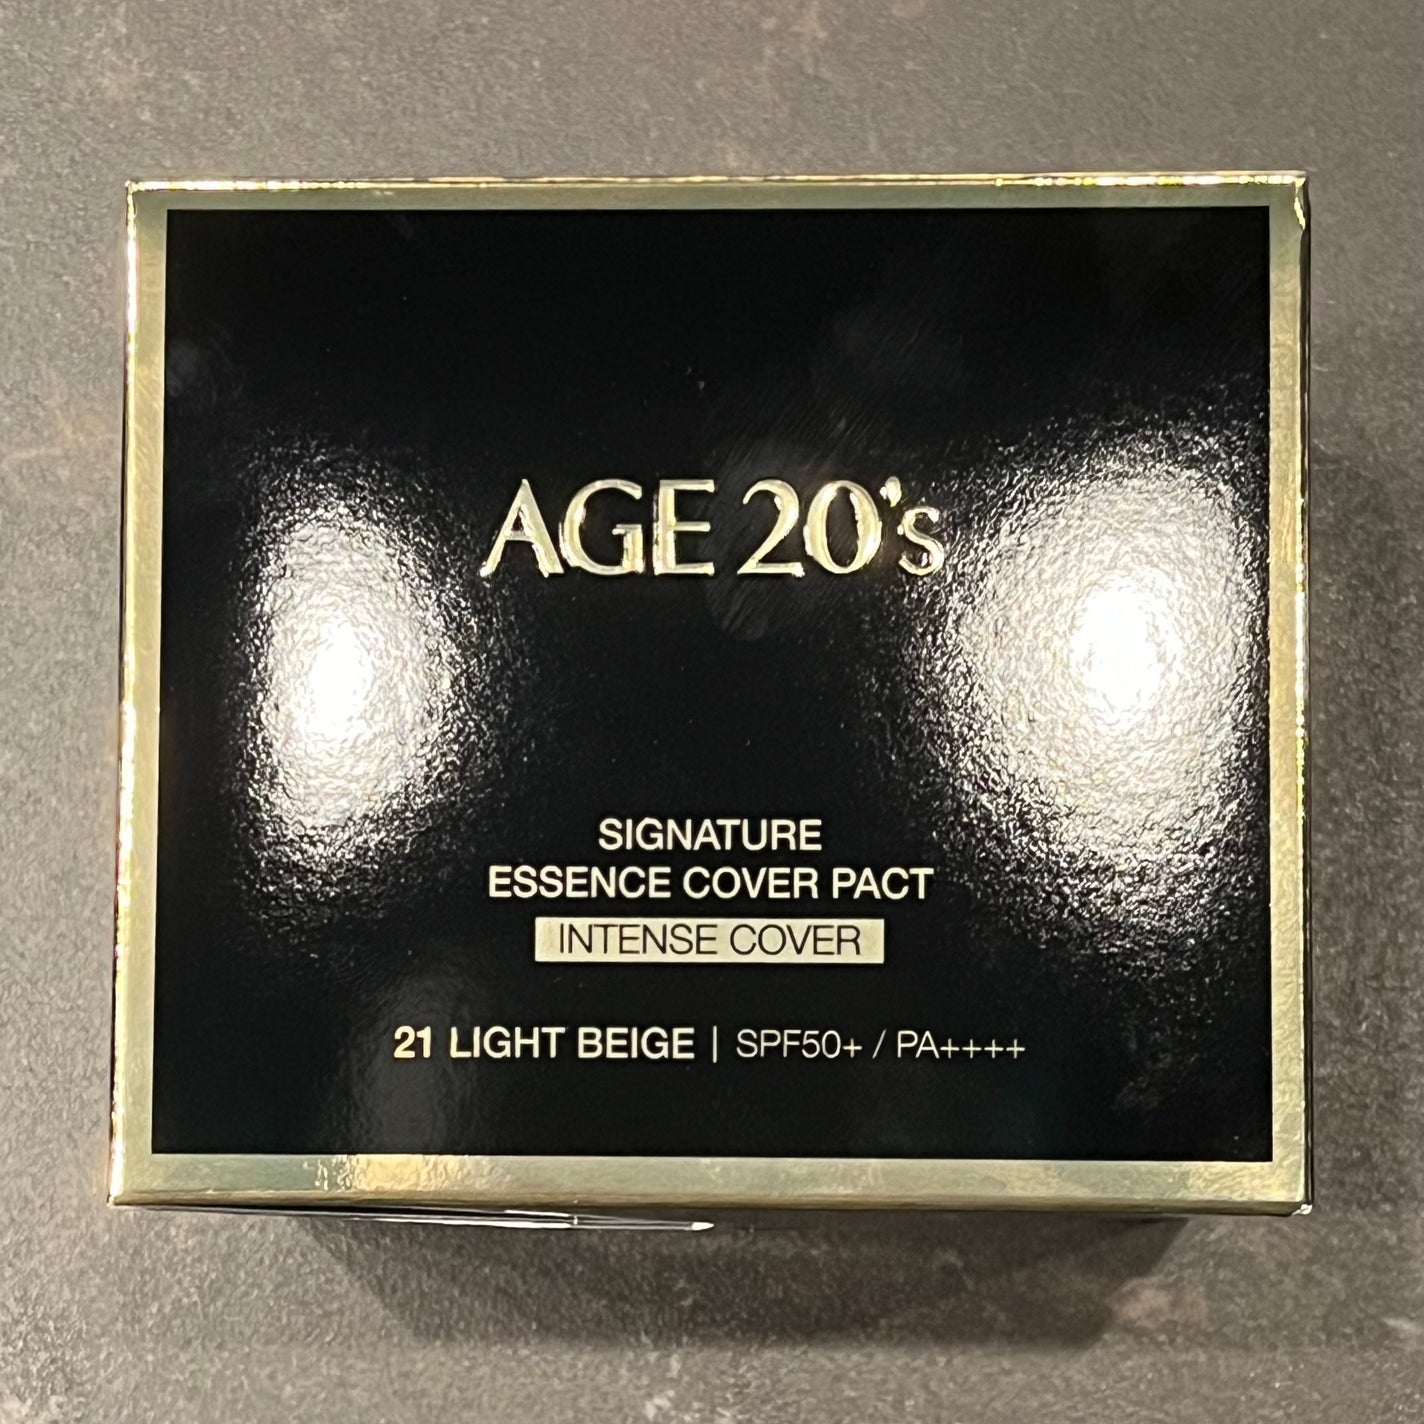 AGE 20's
SIGNATURE
ESSENCE COVER PACT
INTENSE COVER
21 LIGHT BEIGE | SPF50+ / PA++++